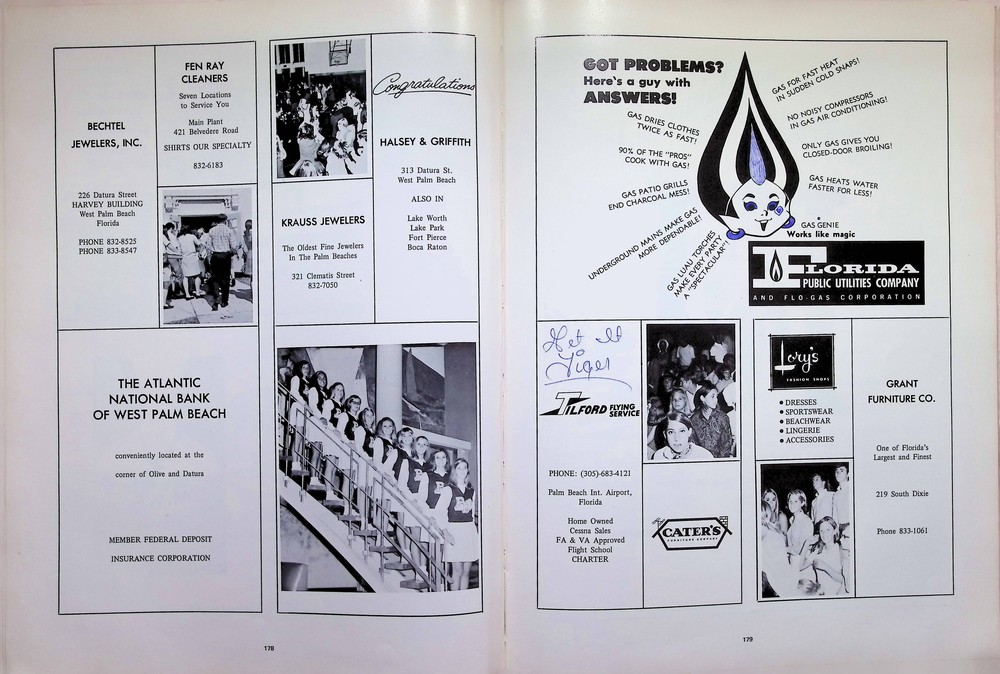 BECHTEL
JEWELERS, INC.
226 Datura Street
HARVEY BUILDING
West Palm Beach
Florida
PHONE 832-8525
PHONE 833-8547
FEN RAY
CLEANERS
Seven Locations
to Service You
Main Plant
421 Belvedere Road
SHIRTS OUR SPECIALTY
832-6183
THE ATLANTIC
NATIONAL BANK
OF WEST PALM BEACH
conveniently located at the
corner of Olive and Datura
MEMBER FEDERAL DEPOSIT
INSURANCE CORPORATION
KRAUSS JEWELERS
The Oldest Fine Jewelers
In The Palm Beaches
321 Clematis Street
832-7050
Congratulations
HALSEY & GRIFFITH
313 Datura St.
West Palm Beach
ALSO IN
Lake Worth
Lake Park
Fort Pierce
Boca Raton
178
GOT PROBLEMS?
Here's a guy with
ANSWERS!
GAS DRIES CLOTHES
TWICE AS FAST!
90% OF THE "PROS"
COOK WITH GAS!
GAS PATIO GRILLS
END CHARCOAL MESS!
UNDERGROUND MAINS MAKE GAS
MORE DEPENDABLE!
GAS LUAU TORCHES
MAKE EVERY PARTY
A "SPECTACULAR"!
GAS FOR FAST HEAT
IN SUDDEN COLD SNAPS!
NO NOISY COMPRESSORS
IN GAS AIR CONDITIONING!
ONLY GAS GIVES YOU
CLOSED-DOOR BROILING!
GAS HEATS WATER
FASTER FOR LESS!
GAS GENIE
Works like magic
FLORIDA
PUBLIC UTILITIES COMPANY
AND FLO-GAS CORPORATION
Get It
Tiger
TILFORD FLYING
SERVICE
PHONE: (305)-683-4121
Palm Beach Int. Airport,
Florida
Home Owned
Cessna Sales
FA & VA Approved
Flight School
CHARTER
CATER'S
FURNITURE COMPANY
Lory's
FASHION SHOPS
• DRESSES
• SPORTSWEAR
• BEACHWEAR
• LINGERIE
• ACCESSORIES
GRANT
FURNITURE CO.
One of Florida's
Largest and Finest
219 South Dixie
Phone 833-1061
179